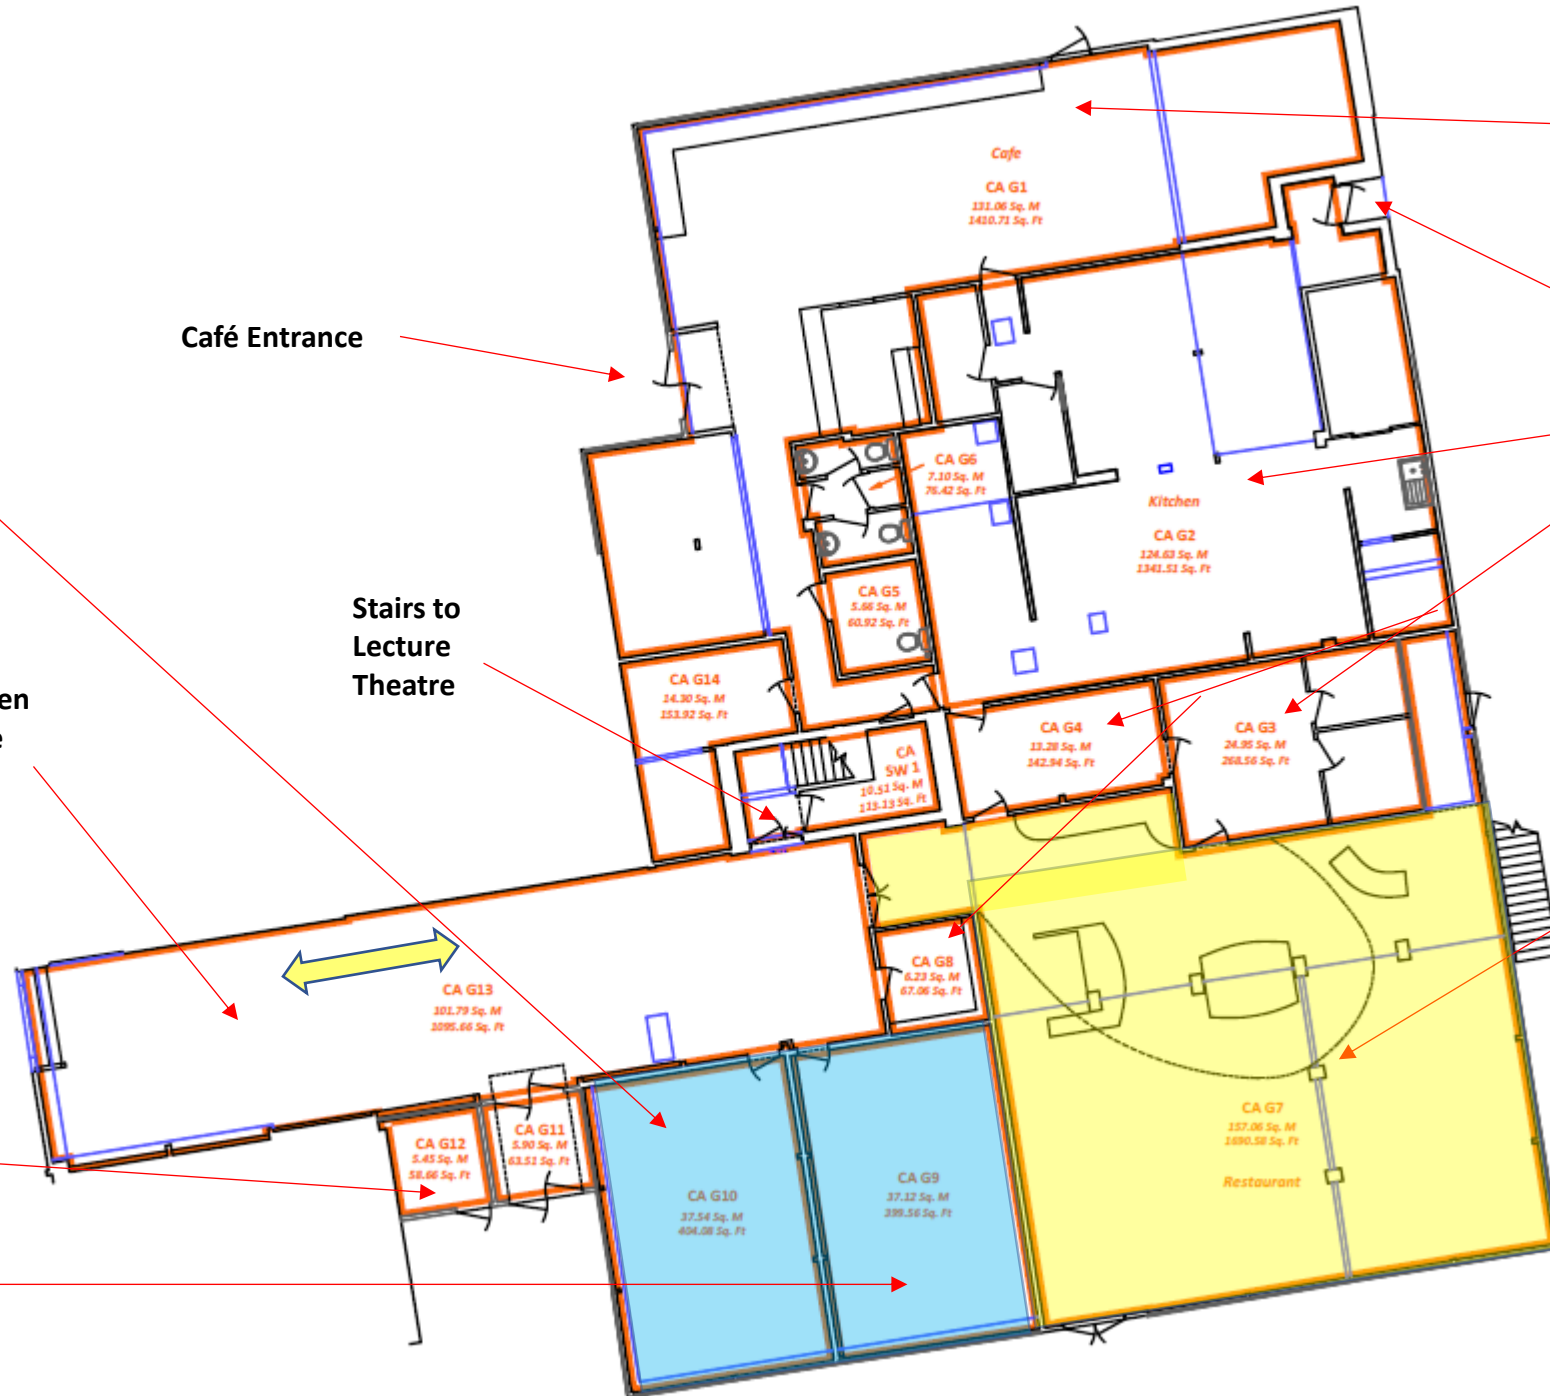 Cafe
CA G1
131.06 Sq. M
1410.71 Sq. Ft
Café Entrance
CA G6
7.10 Sq. M
76.42 Sq. Ft
Kitchen
CA G2
124.63 Sq. M
1341.51 Sq. Ft
CA G5
5.66 Sq. M
60.92 Sq. Ft
Stairs to
Lecture
Theatre
en
e
CA G14
14.30 Sq. M
153.92 Sq. Ft
CA
SW 1
10.51 Sq. M
113.13 Sq. Ft
CA G4
13.28 Sq. M
142.94 Sq. Ft
CA G3
24.95 Sq. M
268.56 Sq. Ft
CA G8
6.23 Sq. M
67.06 Sq. Ft
CA G13
101.79 Sq. M
1095.66 Sq. Ft
CA G12
5.45 Sq. M
58.66 Sq. Ft
CA G11
5.90 Sq. M
63.51 Sq. Ft
CA G10
37.54 Sq. M
404.08 Sq. Ft
CA G9
37.12 Sq. M
399.56 Sq. Ft
CA G7
157.06 Sq. M
1690.58 Sq. Ft
Restaurant